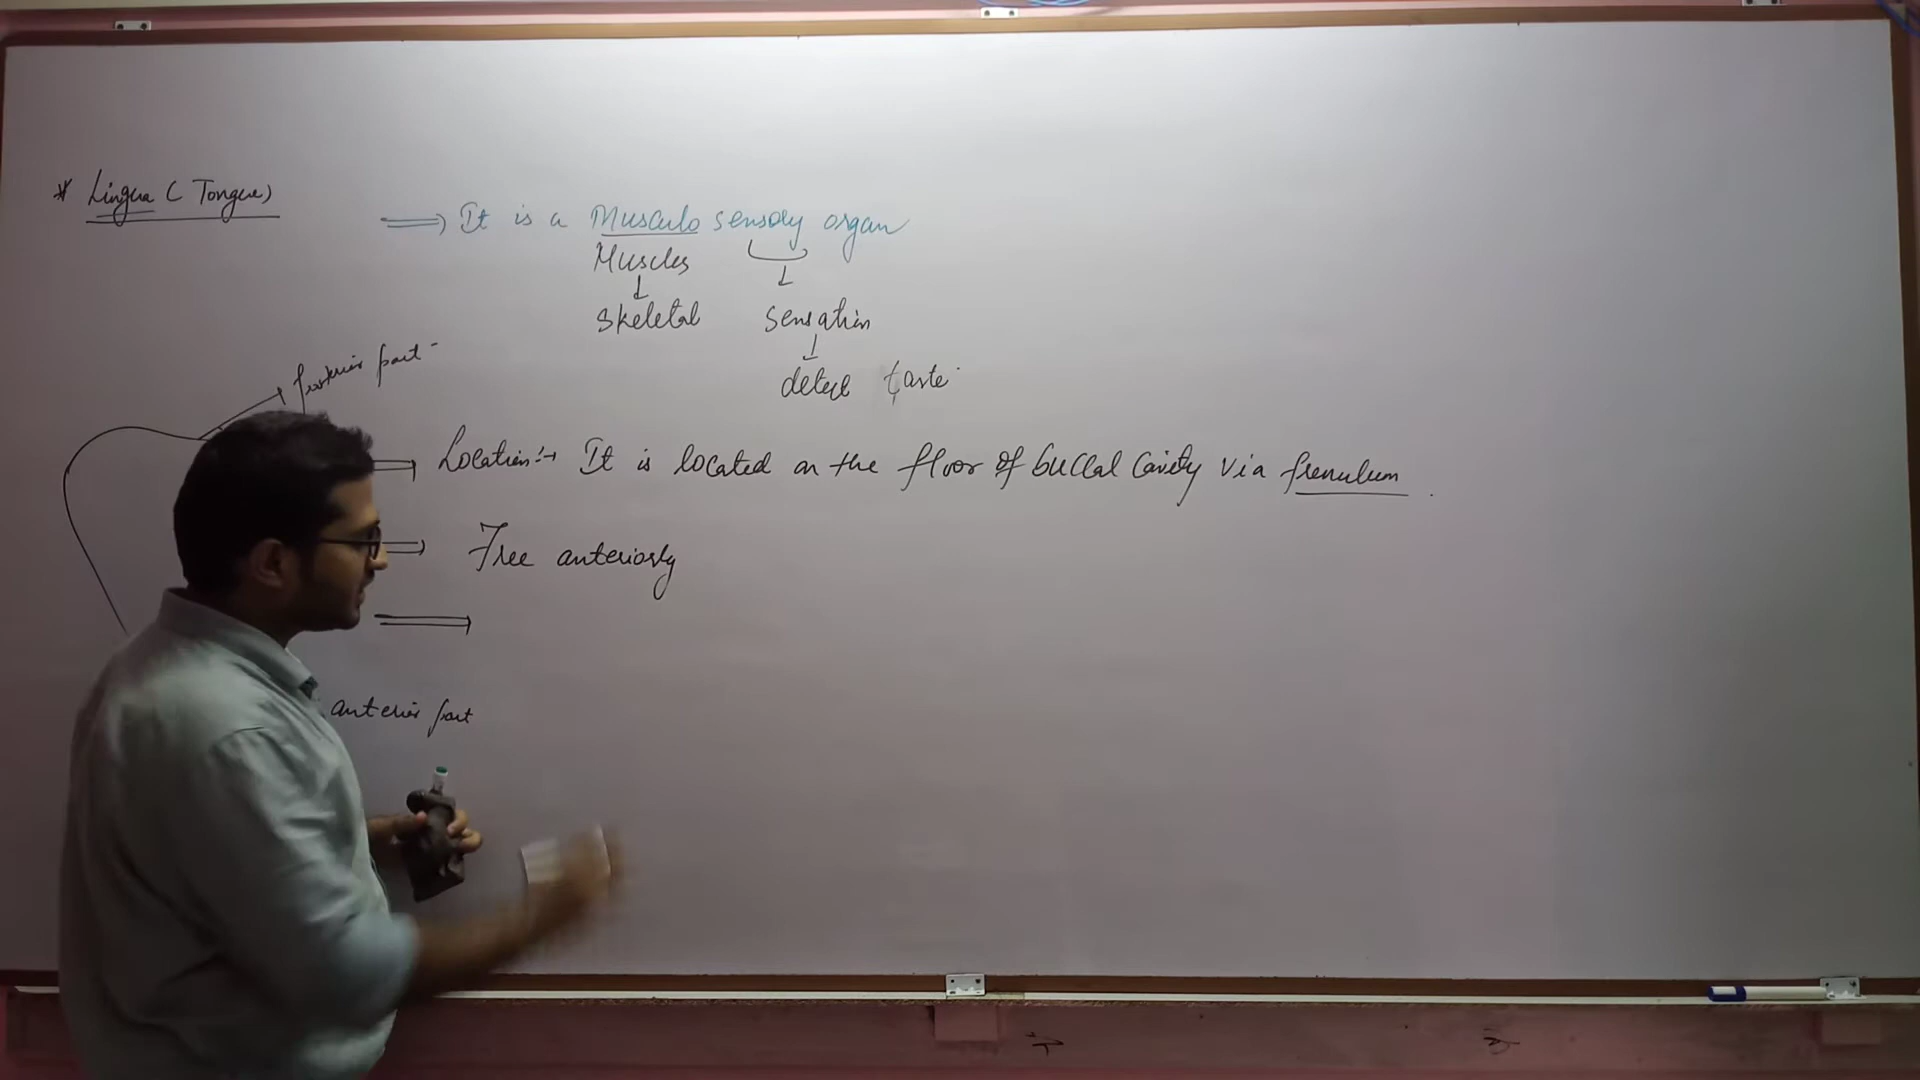 * Lingua (Tongue)
⇒ It is a Musculo sensory organ
Muscles
↓
skeletal
↓
sensation
↓
detect taste
Posterior part
⇒ Location:→ It is located on the floor of buccal cavity via frenulum.
⇒ Free anteriorly
⇒
anterior part